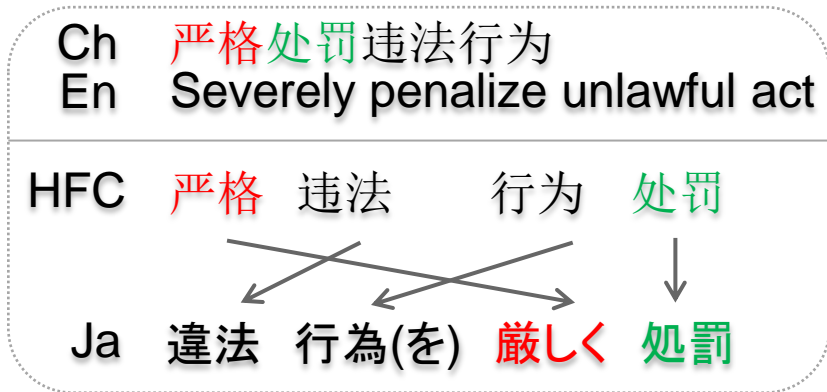 Ch 严格处罚违法行为
En Severely penalize unlawful act
HFC 严格 违法 行为 处罚
Ja 違法 行為(を) 厳しく 処罰